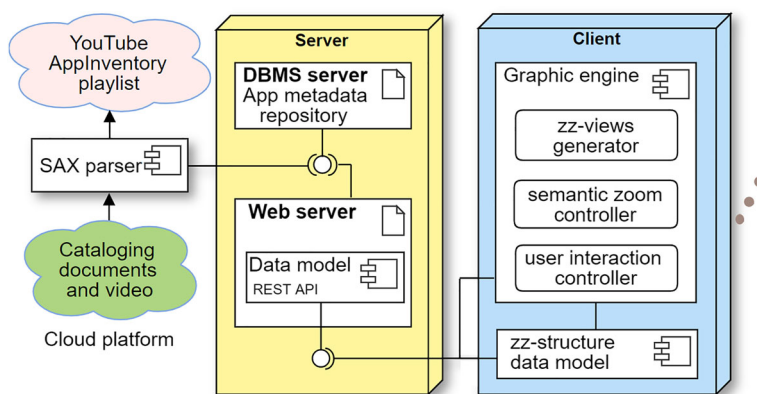 YouTube
AppInventory
playlist
SAX parser
Cataloging
documents
and video
Cloud platform
Server
DBMS server
App metadata
repository
Web server
Data model
REST API
Client
Graphic engine
zz-views
generator
semantic zoom
controller
user interaction
controller
zz-structure
data model